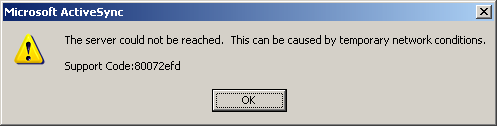 Microsoft ActiveSync
The server could not be reached.  This can be caused by temporary network conditions.
Support Code:80072efd
OK